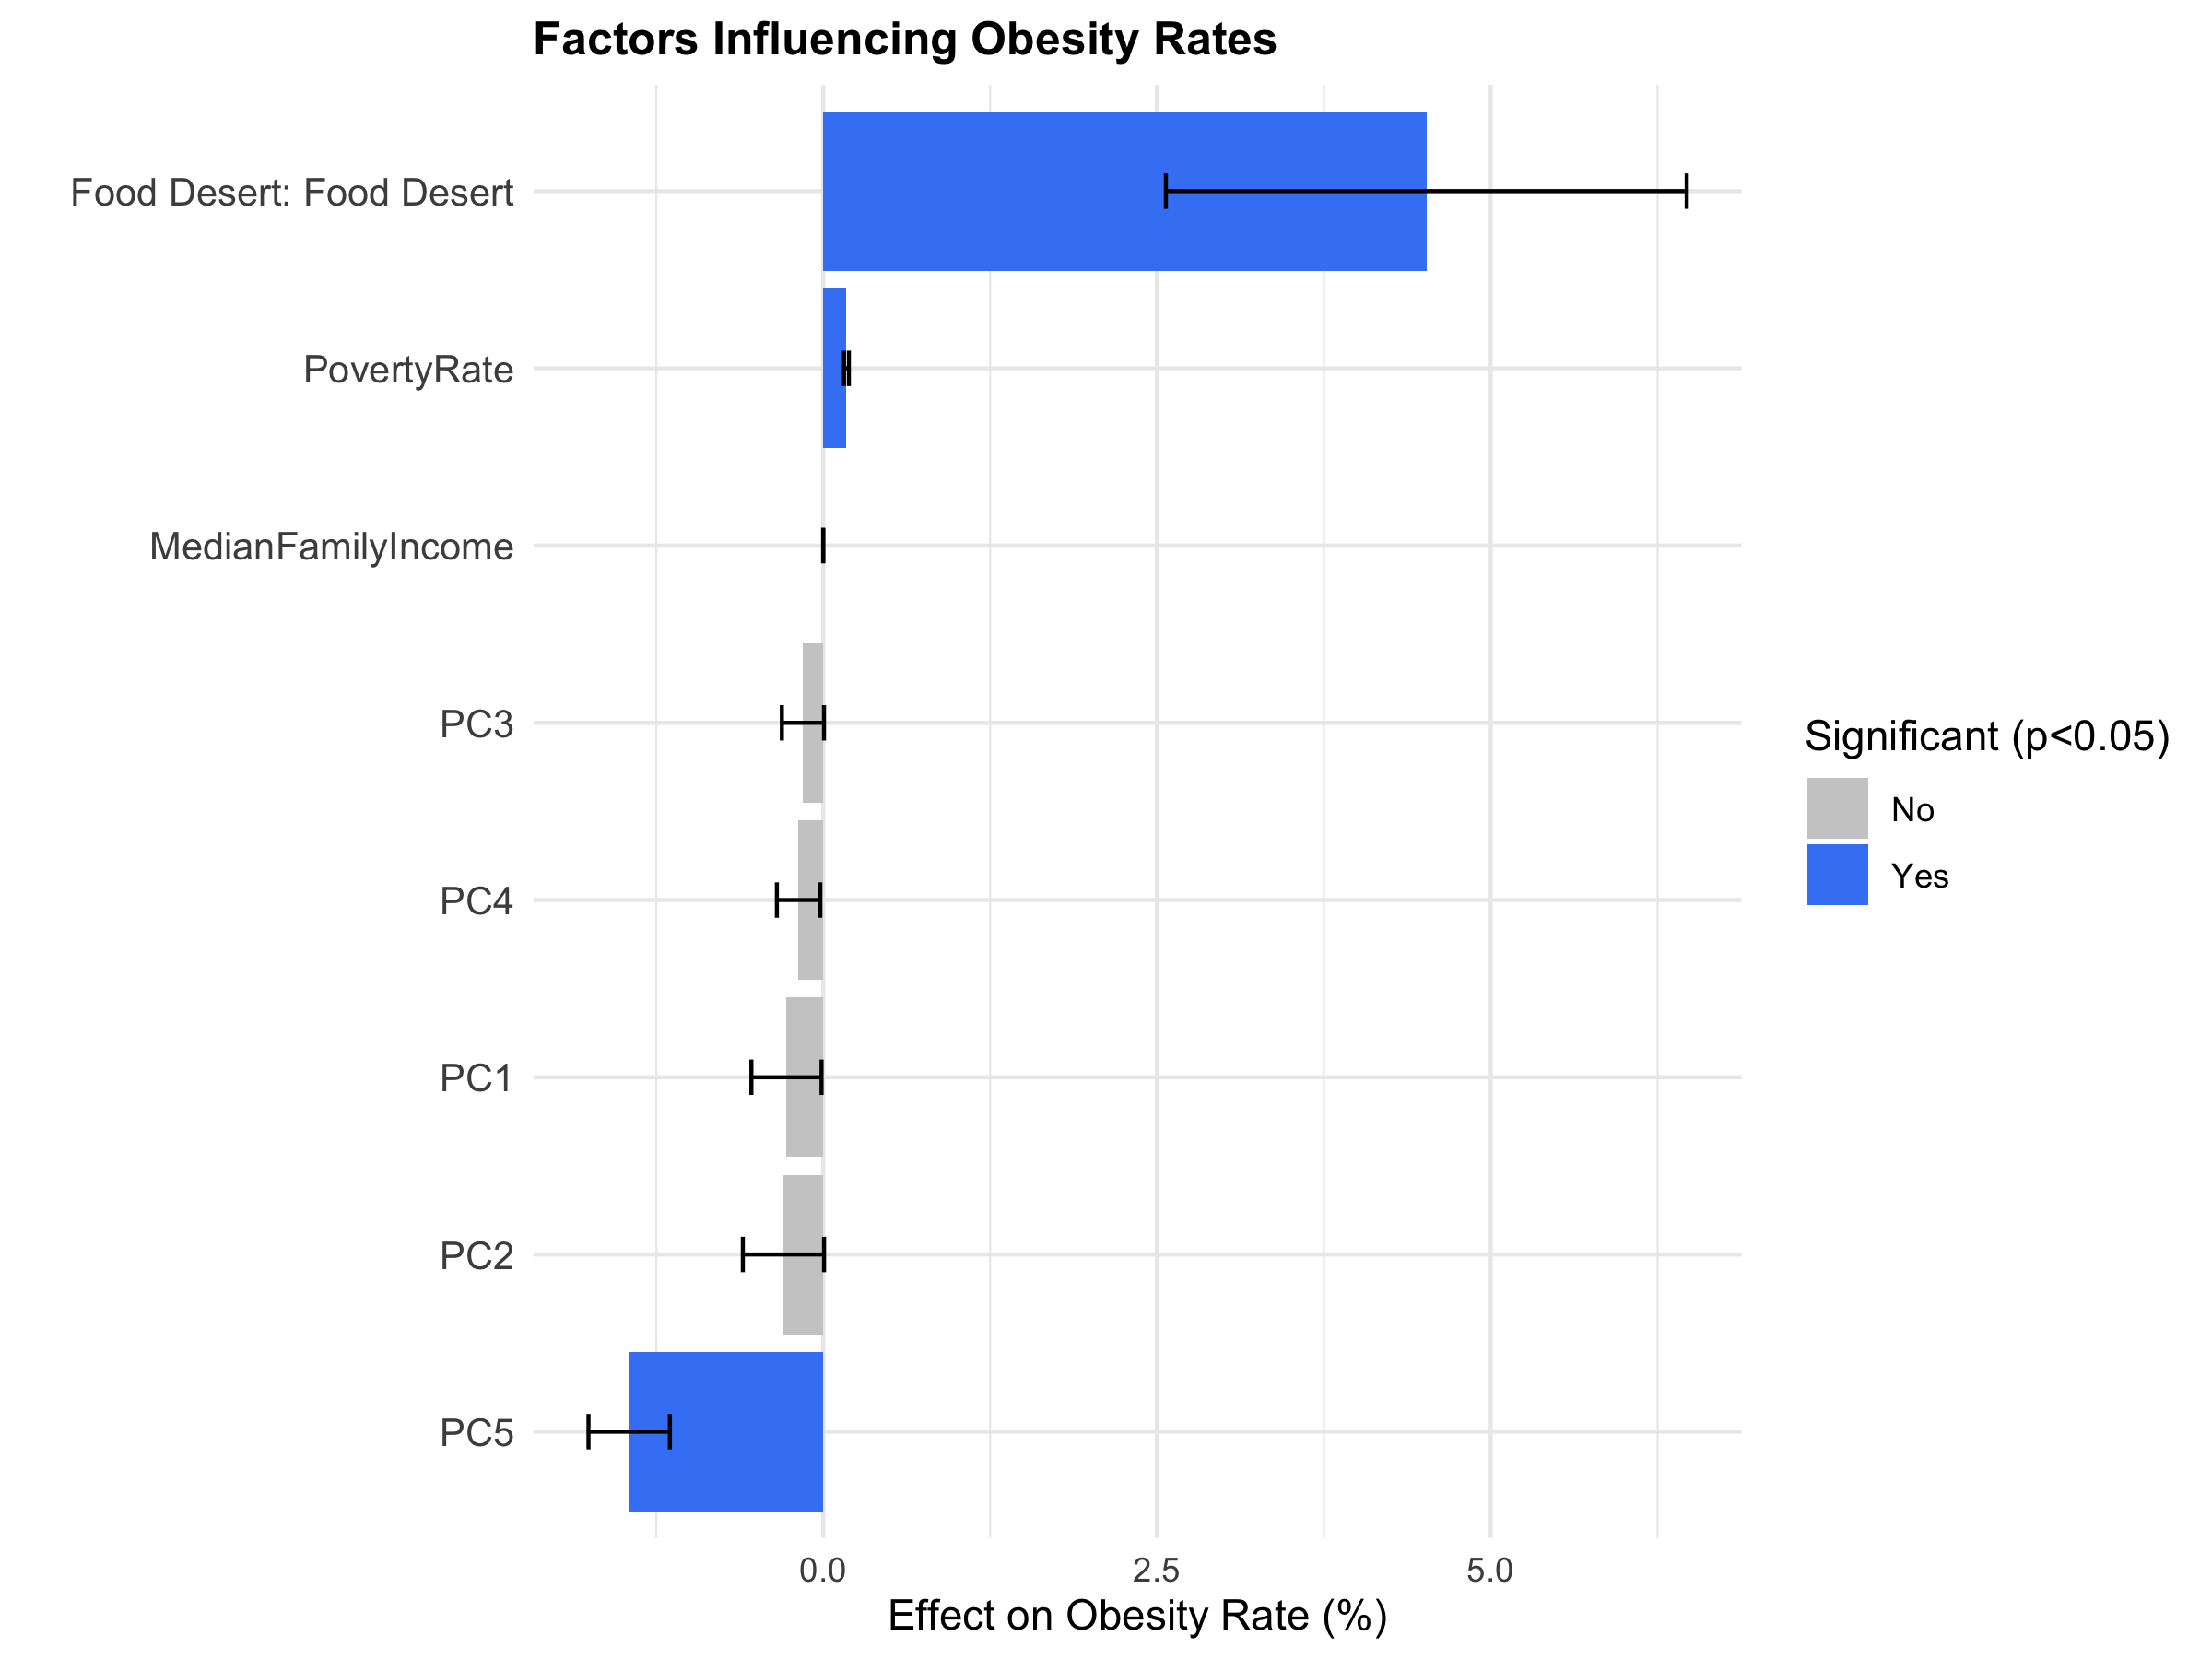 Factors Influencing Obesity Rates
Food Desert: Food Desert
PovertyRate
MedianFamilyIncome
PC3
PC4
PC1
PC2
PC5
0.0
2.5
5.0
Effect on Obesity Rate (%)
Significant (p<0.05)
No
Yes